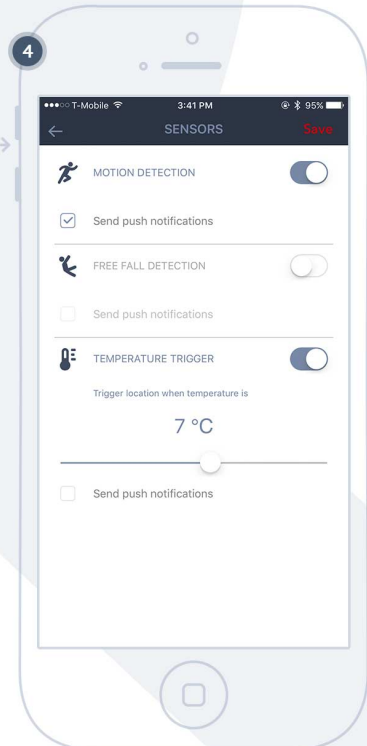 4
T-Mobile 3:41 PM 95%
SENSORS Save
MOTION DETECTION
Send push notifications
FREE FALL DETECTION
Send push notifications
TEMPERATURE TRIGGER
Trigger location when temperature is
7 °C
Send push notifications